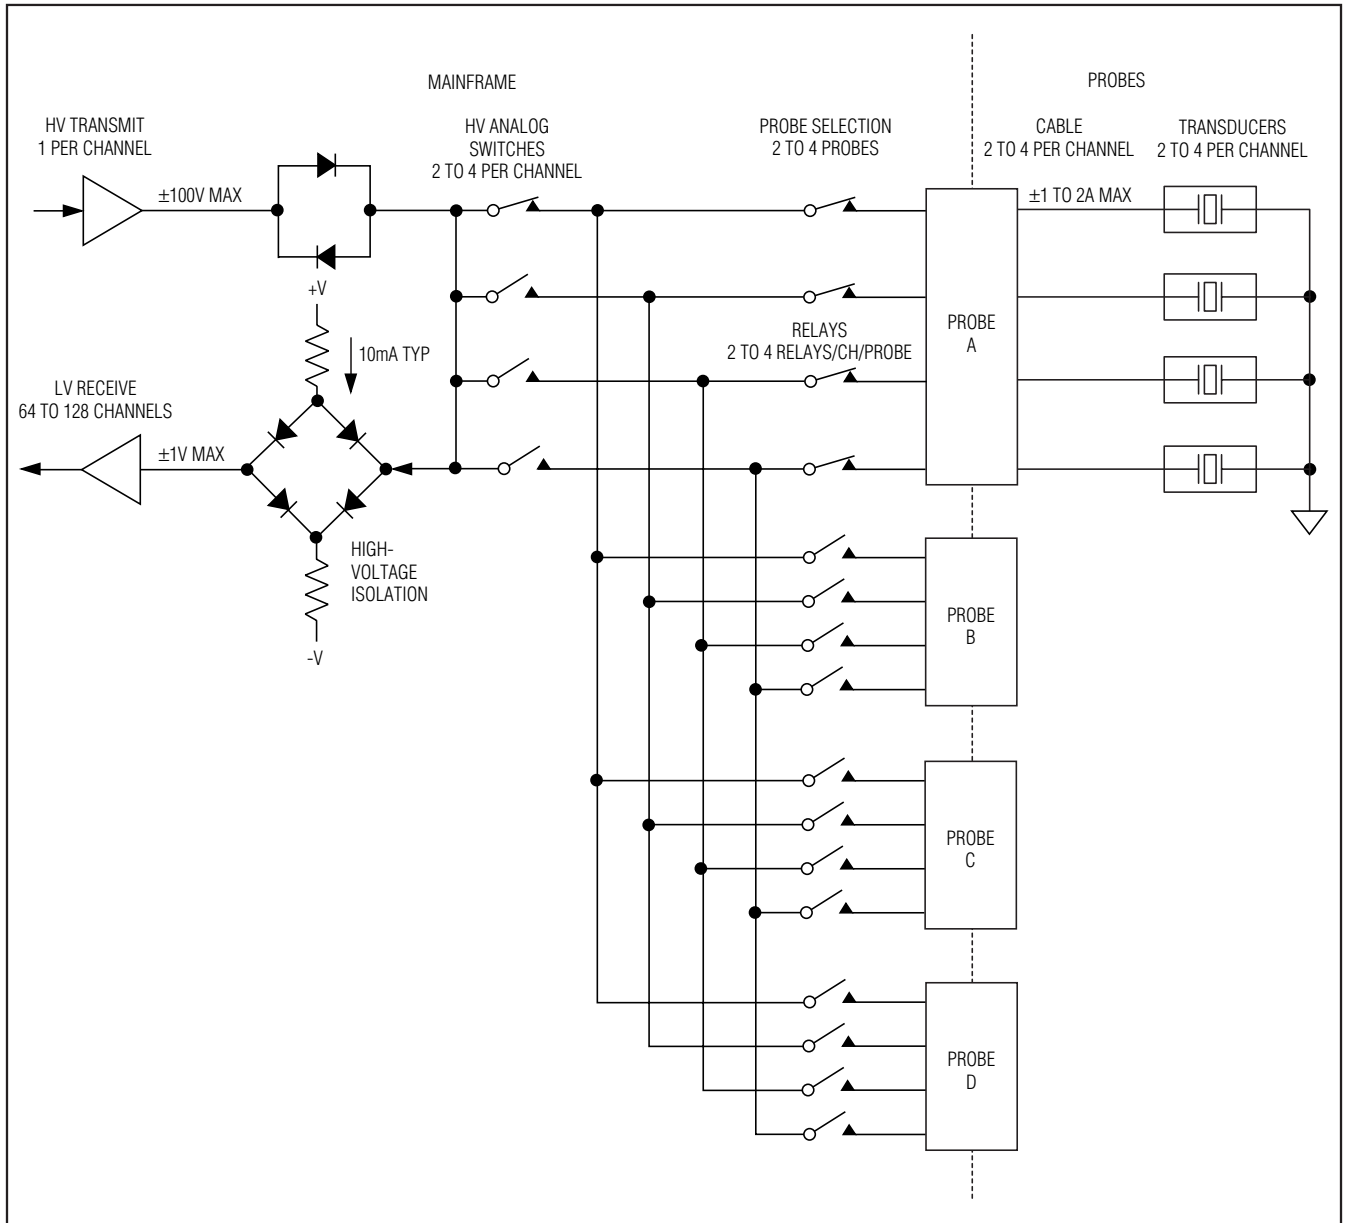 MAINFRAME
PROBES
HV TRANSMIT
1 PER CHANNEL
HV ANALOG
SWITCHES
2 TO 4 PER CHANNEL
PROBE SELECTION
2 TO 4 PROBES
CABLE
2 TO 4 PER CHANNEL
TRANSDUCERS
2 TO 4 PER CHANNEL
±100V MAX
±1 TO 2A MAX
+V
10mA TYP
RELAYS
2 TO 4 RELAYS/CH/PROBE
PROBE
A
LV RECEIVE
64 TO 128 CHANNELS
±1V MAX
HIGH-
VOLTAGE
ISOLATION
-V
PROBE
B
PROBE
C
PROBE
D